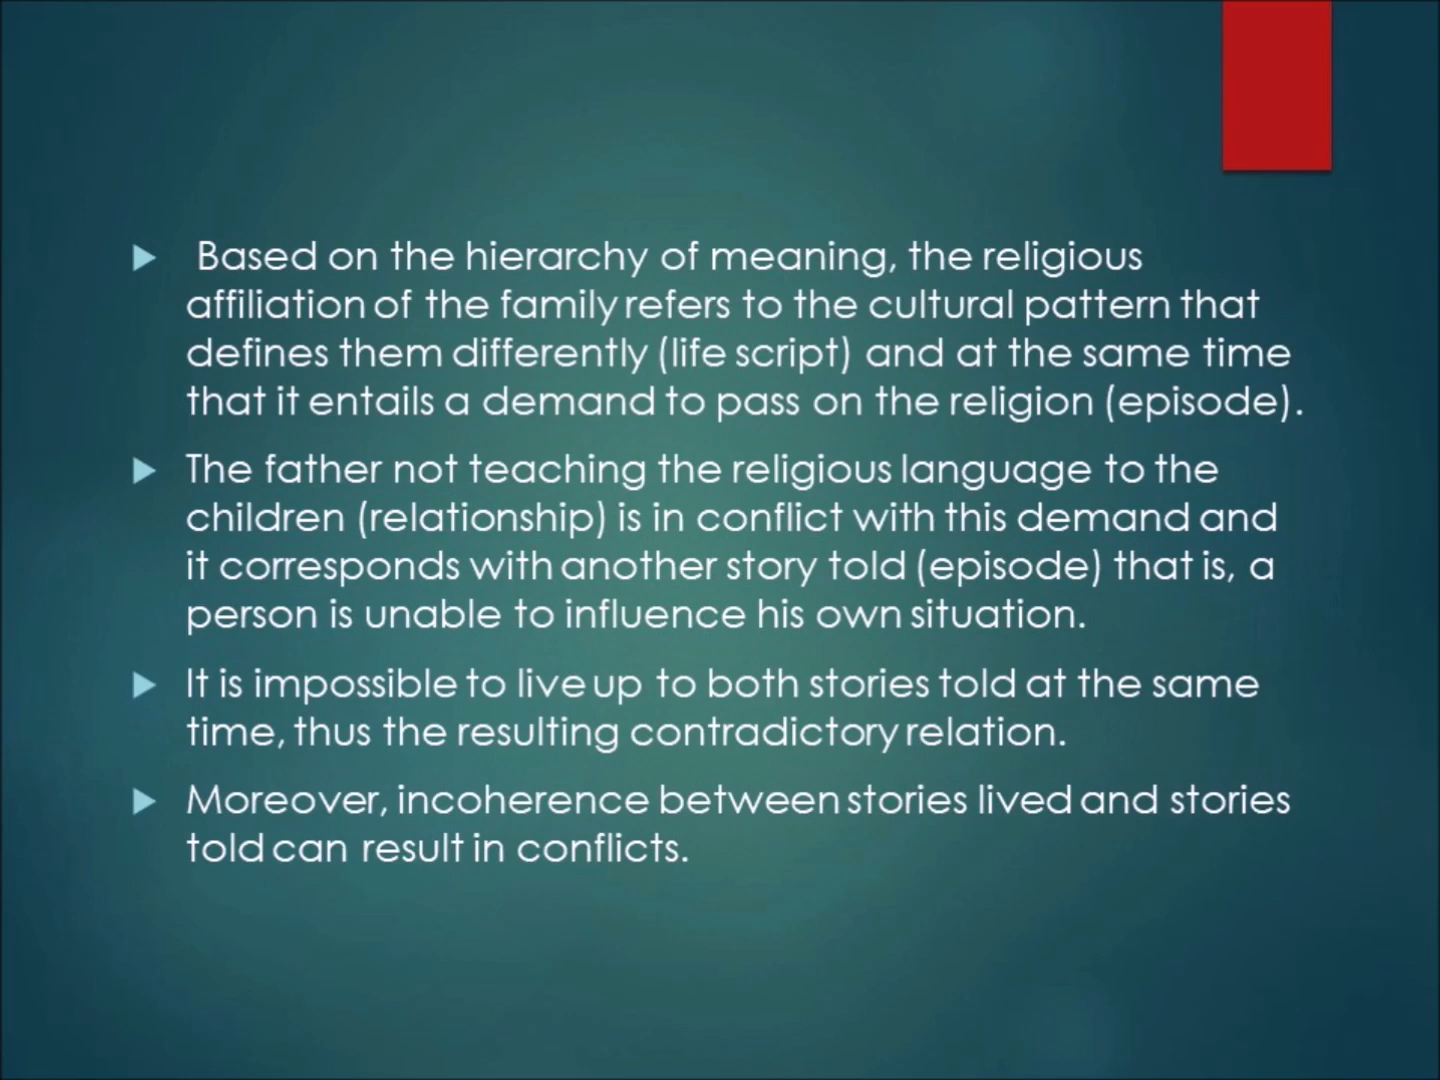 Based on the hierarchy of meaning, the religious
affiliation of the family refers to the cultural pattern that
defines them differently (life script) and at the same time
that it entails a demand to pass on the religion (episode).
The father not teaching the religious language to the
children (relationship) is in conflict with this demand and
it corresponds with another story told (episode) that is, a
person is unable to influence his own situation.
It is impossible to live up to both stories told at the same
time, thus the resulting contradictory relation.
Moreover, incoherence between stories lived and stories
told can result in conflicts.